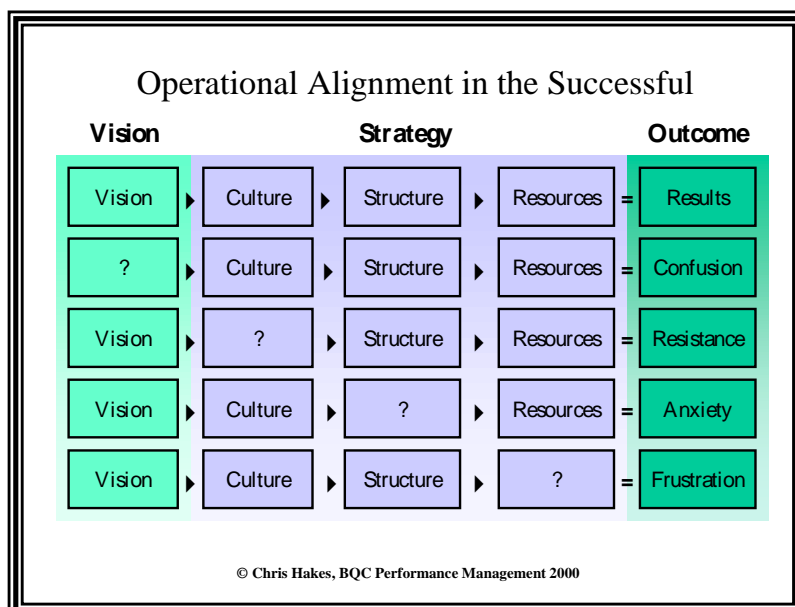 Operational Alignment in the Successful
Vision Strategy Outcome
Vision Culture Structure Resources = Results
? Culture Structure Resources = Confusion
Vision ? Structure Resources = Resistance
Vision Culture ? Resources = Anxiety
Vision Culture Structure ? = Frustration
© Chris Hakes, BQC Performance Management 2000